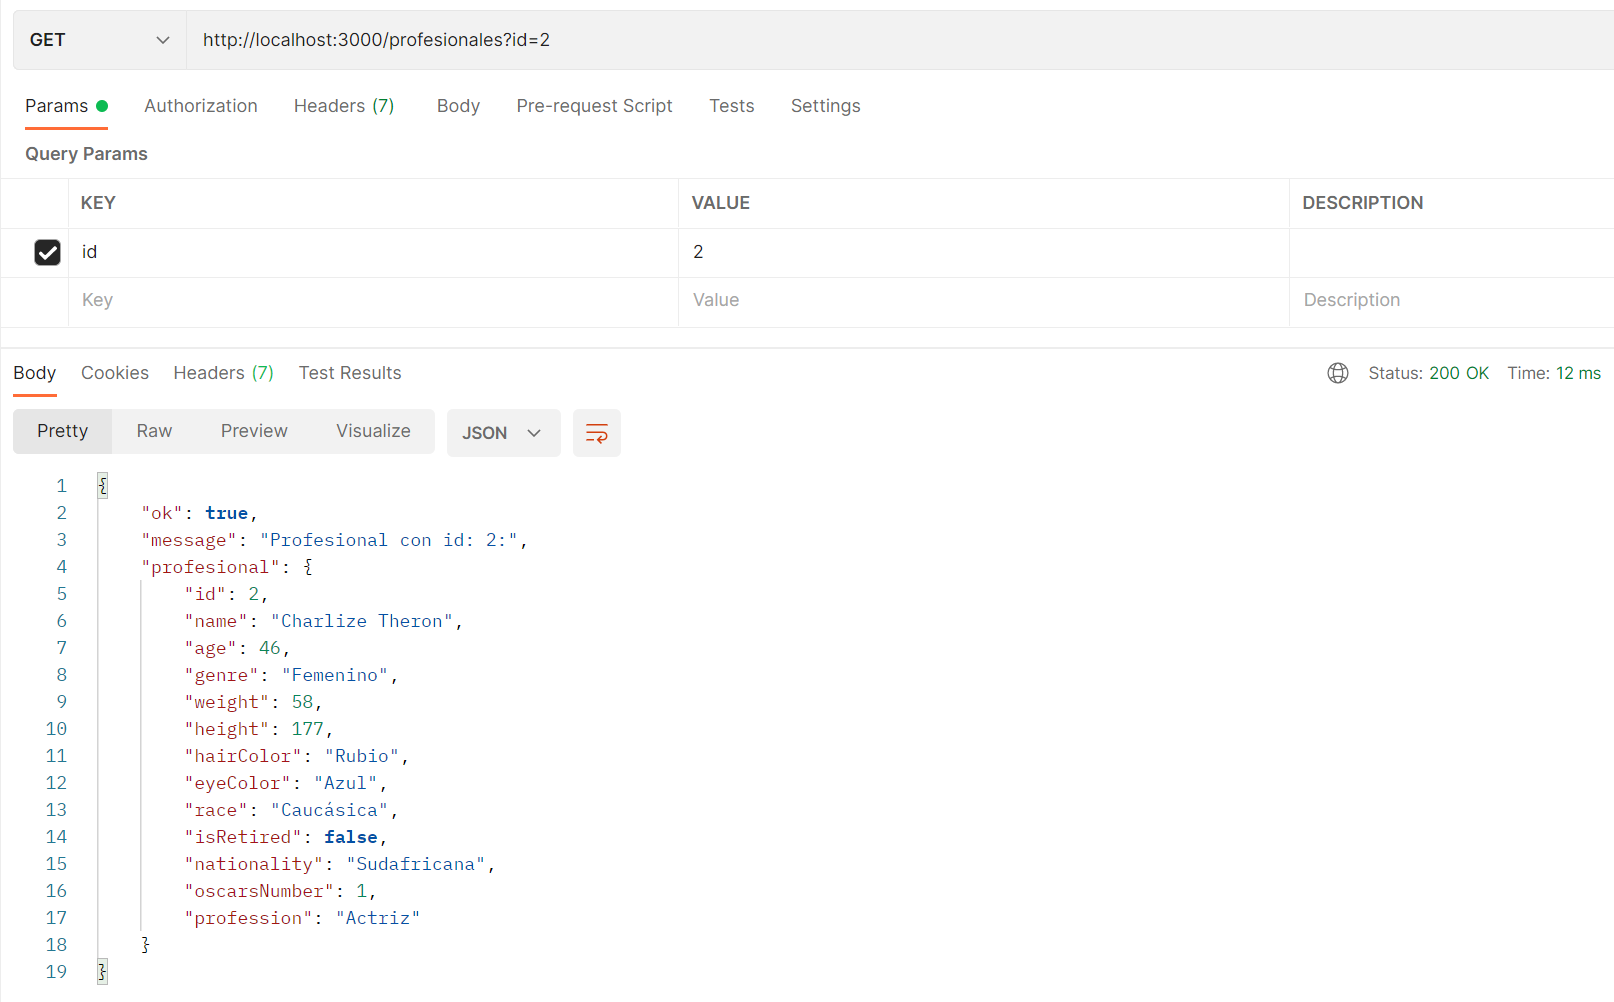 GET http://localhost:3000/profesionales?id=2
Params Authorization Headers (7) Body Pre-request Script Tests Settings
Query Params
KEY VALUE DESCRIPTION
id 2
Key Value Description
Body Cookies Headers (7) Test Results Status: 200 OK Time: 12 ms
Pretty Raw Preview Visualize JSON
1 {
2 "ok": true,
3 "message": "Profesional con id: 2:",
4 "profesional": {
5 "id": 2,
6 "name": "Charlize Theron",
7 "age": 46,
8 "genre": "Femenino",
9 "weight": 58,
10 "height": 177,
11 "hairColor": "Rubio",
12 "eyeColor": "Azul",
13 "race": "Caucásica",
14 "isRetired": false,
15 "nationality": "Sudafricana",
16 "oscarsNumber": 1,
17 "profession": "Actriz"
18 }
19 }